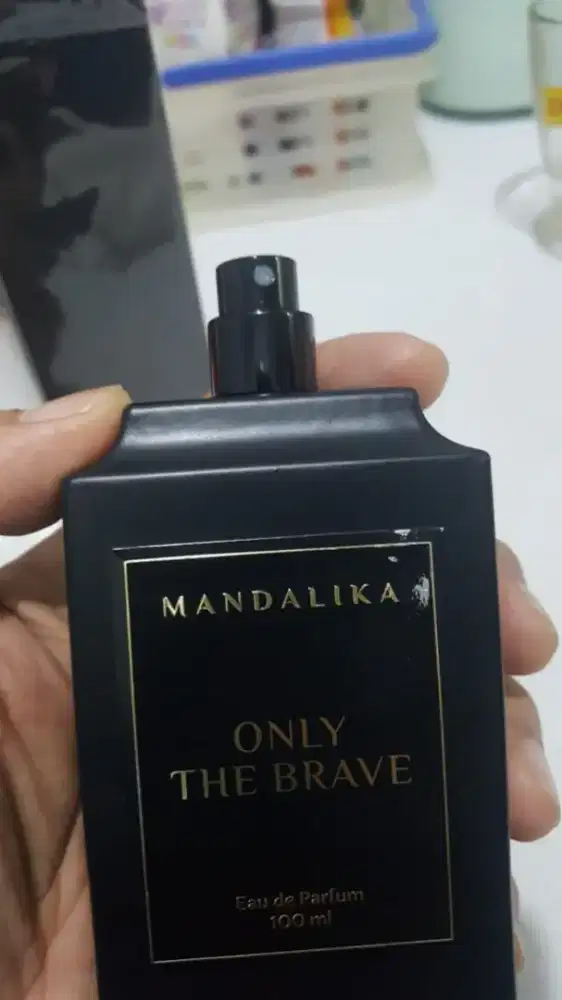 MANDALIKA
ONLY
THE BRAVE
Eau de Parfum
100 ml